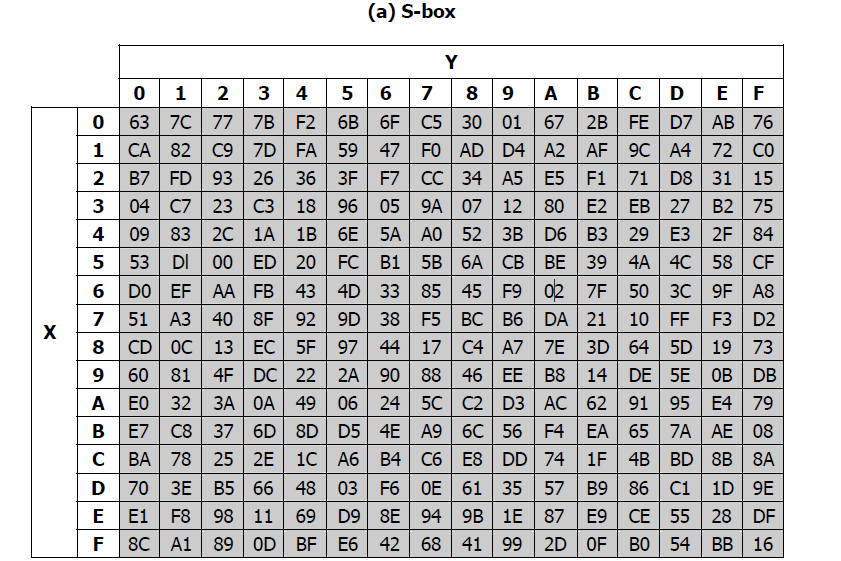 (a) S-box
Y
0 1 2 3 4 5 6 7 8 9 A B C D E F
0 63 7C 77 7B F2 6B 6F C5 30 01 67 2B FE D7 AB 76
1 CA 82 C9 7D FA 59 47 F0 AD D4 A2 AF 9C A4 72 C0
2 B7 FD 93 26 36 3F F7 CC 34 A5 E5 F1 71 D8 31 15
3 04 C7 23 C3 18 96 05 9A 07 12 80 E2 EB 27 B2 75
4 09 83 2C 1A 1B 6E 5A A0 52 3B D6 B3 29 E3 2F 84
5 53 Dl 00 ED 20 FC B1 5B 6A CB BE 39 4A 4C 58 CF
6 D0 EF AA FB 43 4D 33 85 45 F9 02 7F 50 3C 9F A8
X 7 51 A3 40 8F 92 9D 38 F5 BC B6 DA 21 10 FF F3 D2
8 CD 0C 13 EC 5F 97 44 17 C4 A7 7E 3D 64 5D 19 73
9 60 81 4F DC 22 2A 90 88 46 EE B8 14 DE 5E 0B DB
A E0 32 3A 0A 49 06 24 5C C2 D3 AC 62 91 95 E4 79
B E7 C8 37 6D 8D D5 4E A9 6C 56 F4 EA 65 7A AE 08
C BA 78 25 2E 1C A6 B4 C6 E8 DD 74 1F 4B BD 8B 8A
D 70 3E B5 66 48 03 F6 0E 61 35 57 B9 86 C1 1D 9E
E E1 F8 98 11 69 D9 8E 94 9B 1E 87 E9 CE 55 28 DF
F 8C A1 89 0D BF E6 42 68 41 99 2D 0F B0 54 BB 16